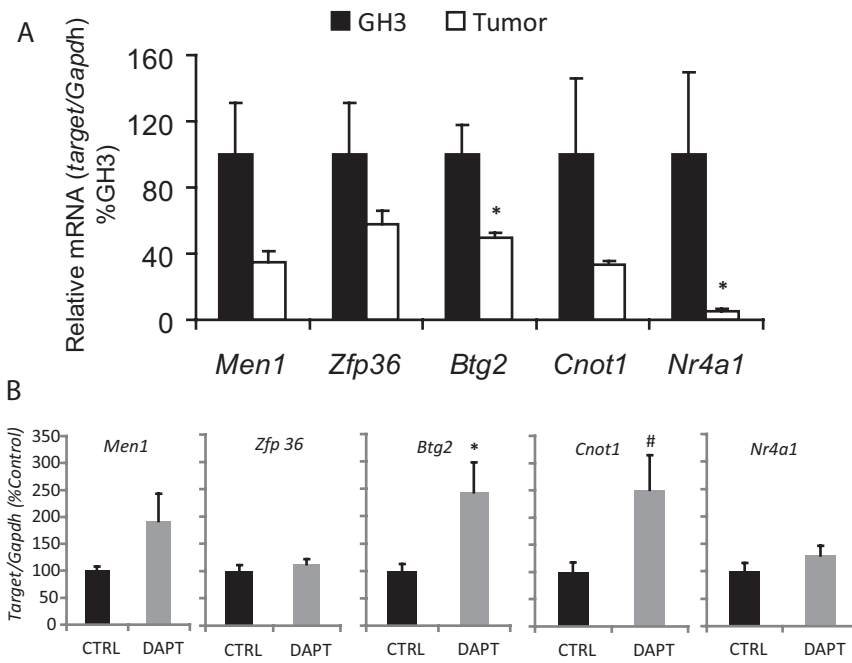 A
GH3 Tumor
Relative mRNA (target/Gapdh)
%GH3)
160
120
80
40
0
*
*
Men1 Zfp36 Btg2 Cnot1 Nr4a1
B
Target/Gapdh (%Control)
350
300
250
200
150
100
50
0
Men1 Zfp 36 Btg2 Cnot1 Nr4a1
* #
CTRL DAPT CTRL DAPT CTRL DAPT CTRL DAPT CTRL DAPT